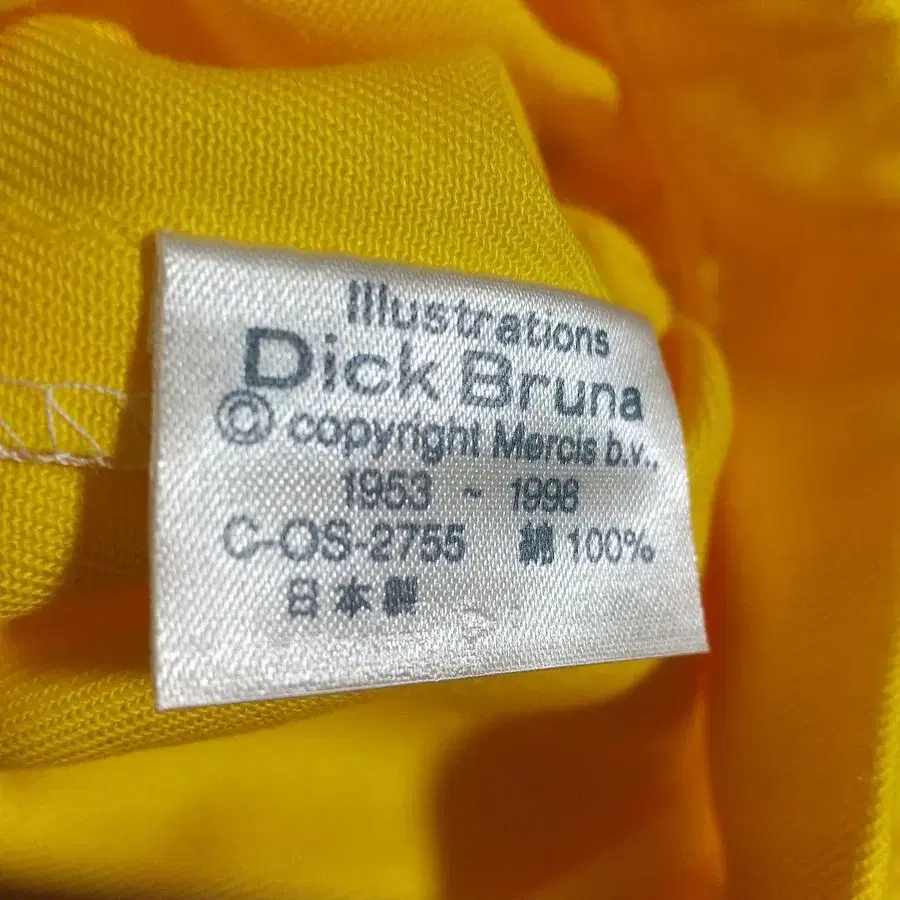 Illustrations
Dick Bruna
© copyright Mercis b.v.,
1953 ~ 1998
C-OS-2755 綿 100%
日本製